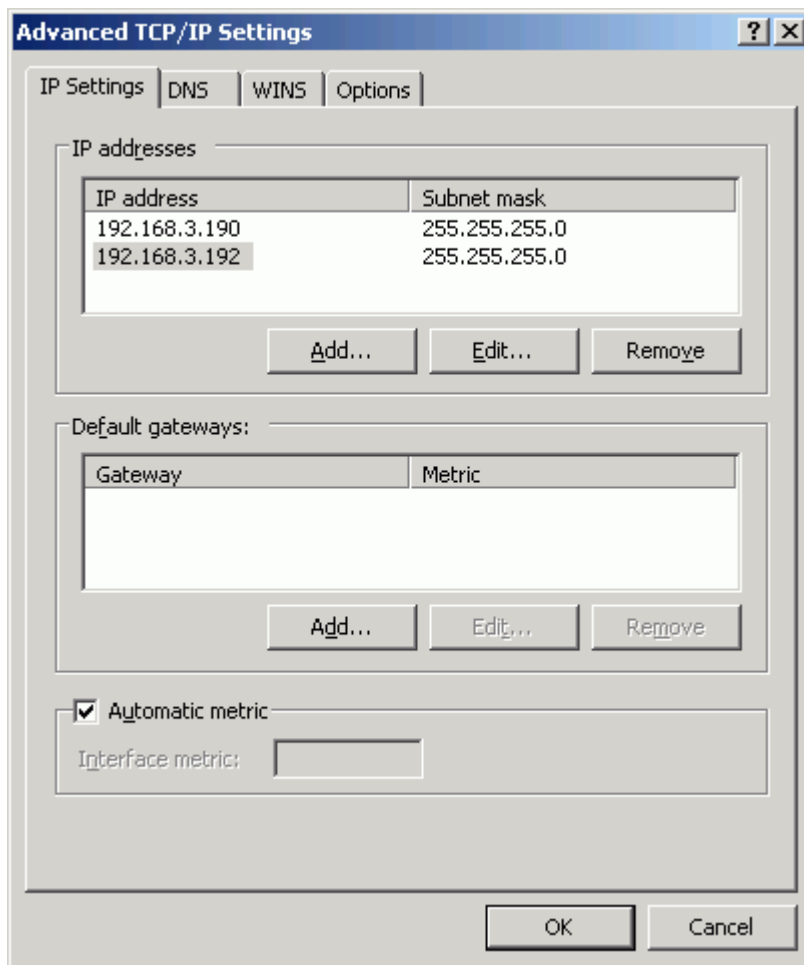 Advanced TCP/IP Settings
IP Settings DNS WINS Options
IP addresses
IP address Subnet mask
192.168.3.190 255.255.255.0
192.168.3.192 255.255.255.0
Add... Edit... Remove
Default gateways:
Gateway Metric
Add... Edit... Remove
Automatic metric
Interface metric:
OK Cancel